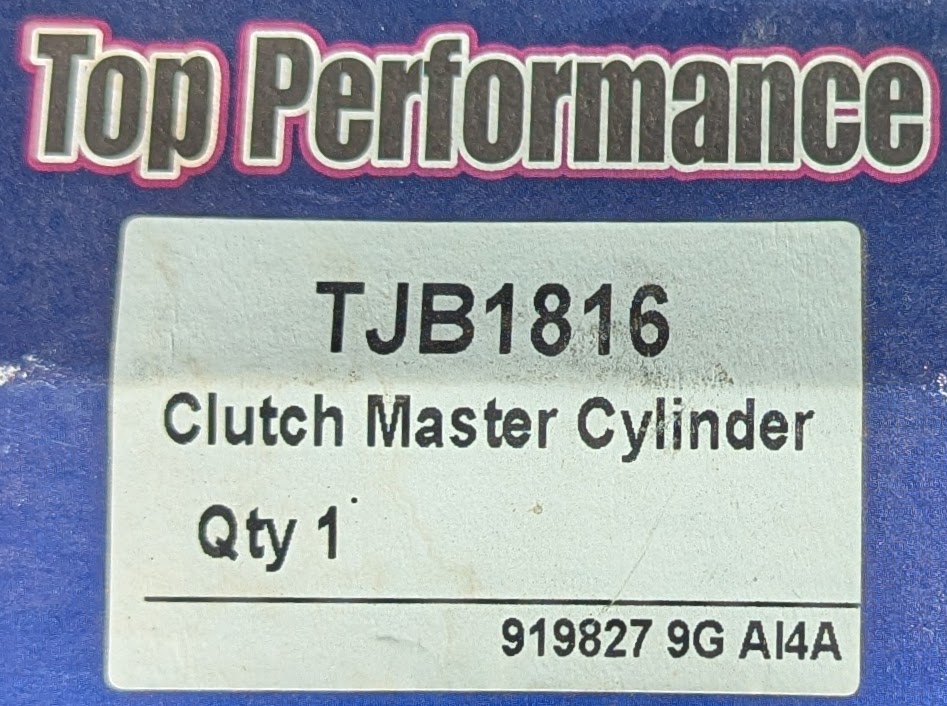 Top Performance
TJB1816
Clutch Master Cylinder
Qty 1
919827 9G AI4A